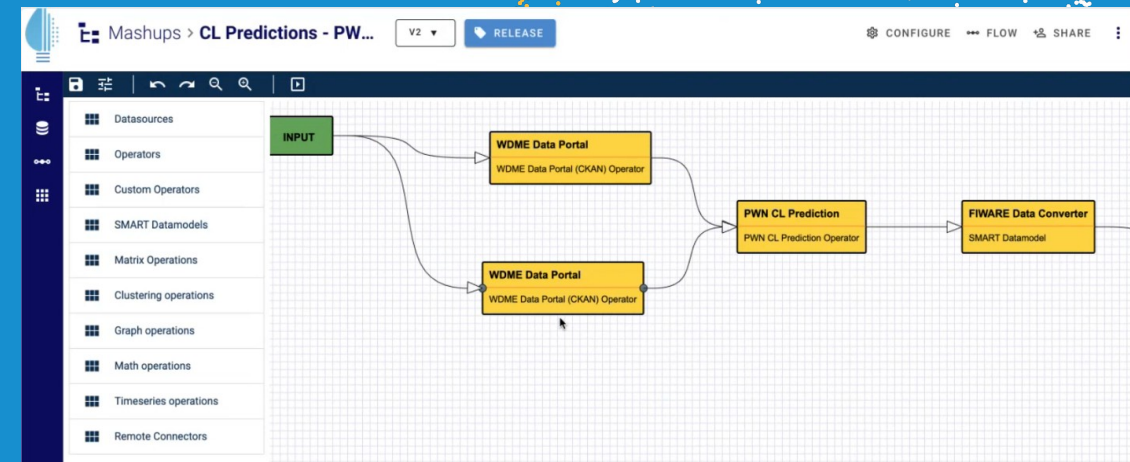 Mashups > CL Predictions - PW...
V2
RELEASE
CONFIGURE
FLOW
SHARE
Datasources
Operators
Custom Operators
SMART Datamodels
Matrix Operations
Clustering operations
Graph operations
Math operations
Timeseries operations
Remote Connectors
INPUT
WDME Data Portal
WDME Data Portal (CKAN) Operator
WDME Data Portal
WDME Data Portal (CKAN) Operator
PWN CL Prediction
PWN CL Prediction Operator
FIWARE Data Converter
SMART Datamodel